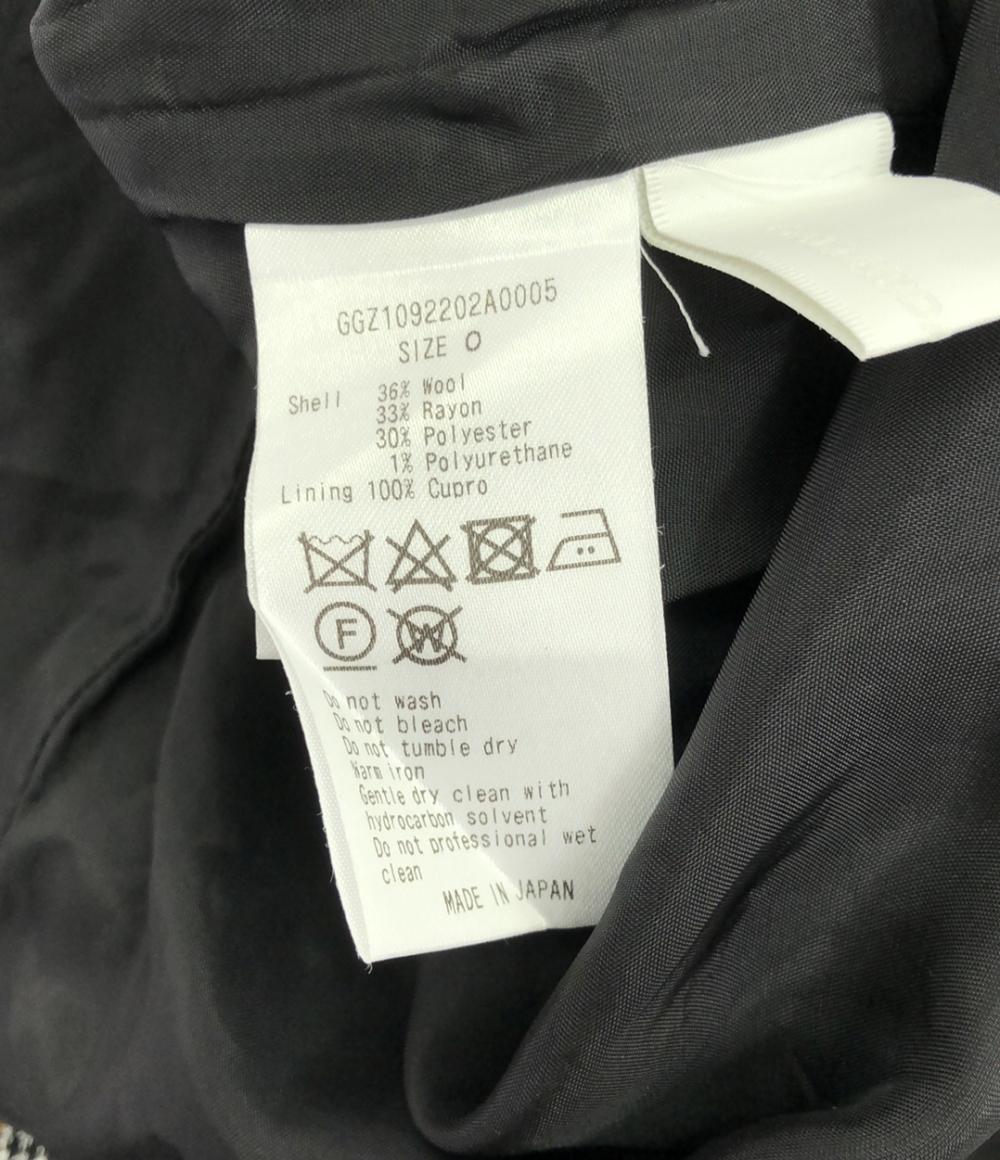 GGZ1092202A0005
SIZE O
Shell 36% Wool
33% Rayon
30% Polyester
1% Polyurethane
Lining 100% Cupro
F W
Do not wash
Do not bleach
Do not tumble dry
Warm iron
Gentle dry clean with
hydrocarbon solvent
Do not professional wet
clean
MADE IN JAPAN